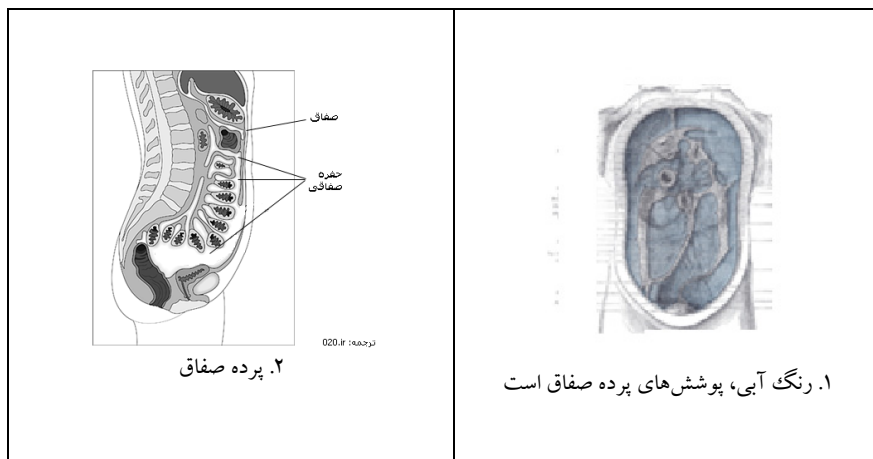 ۱. رنگ آبی، پوشش‌های پرده صفاق است
صفاق
حفره
صفاقی
ترجمه: 020.ir
۲. پرده صفاق